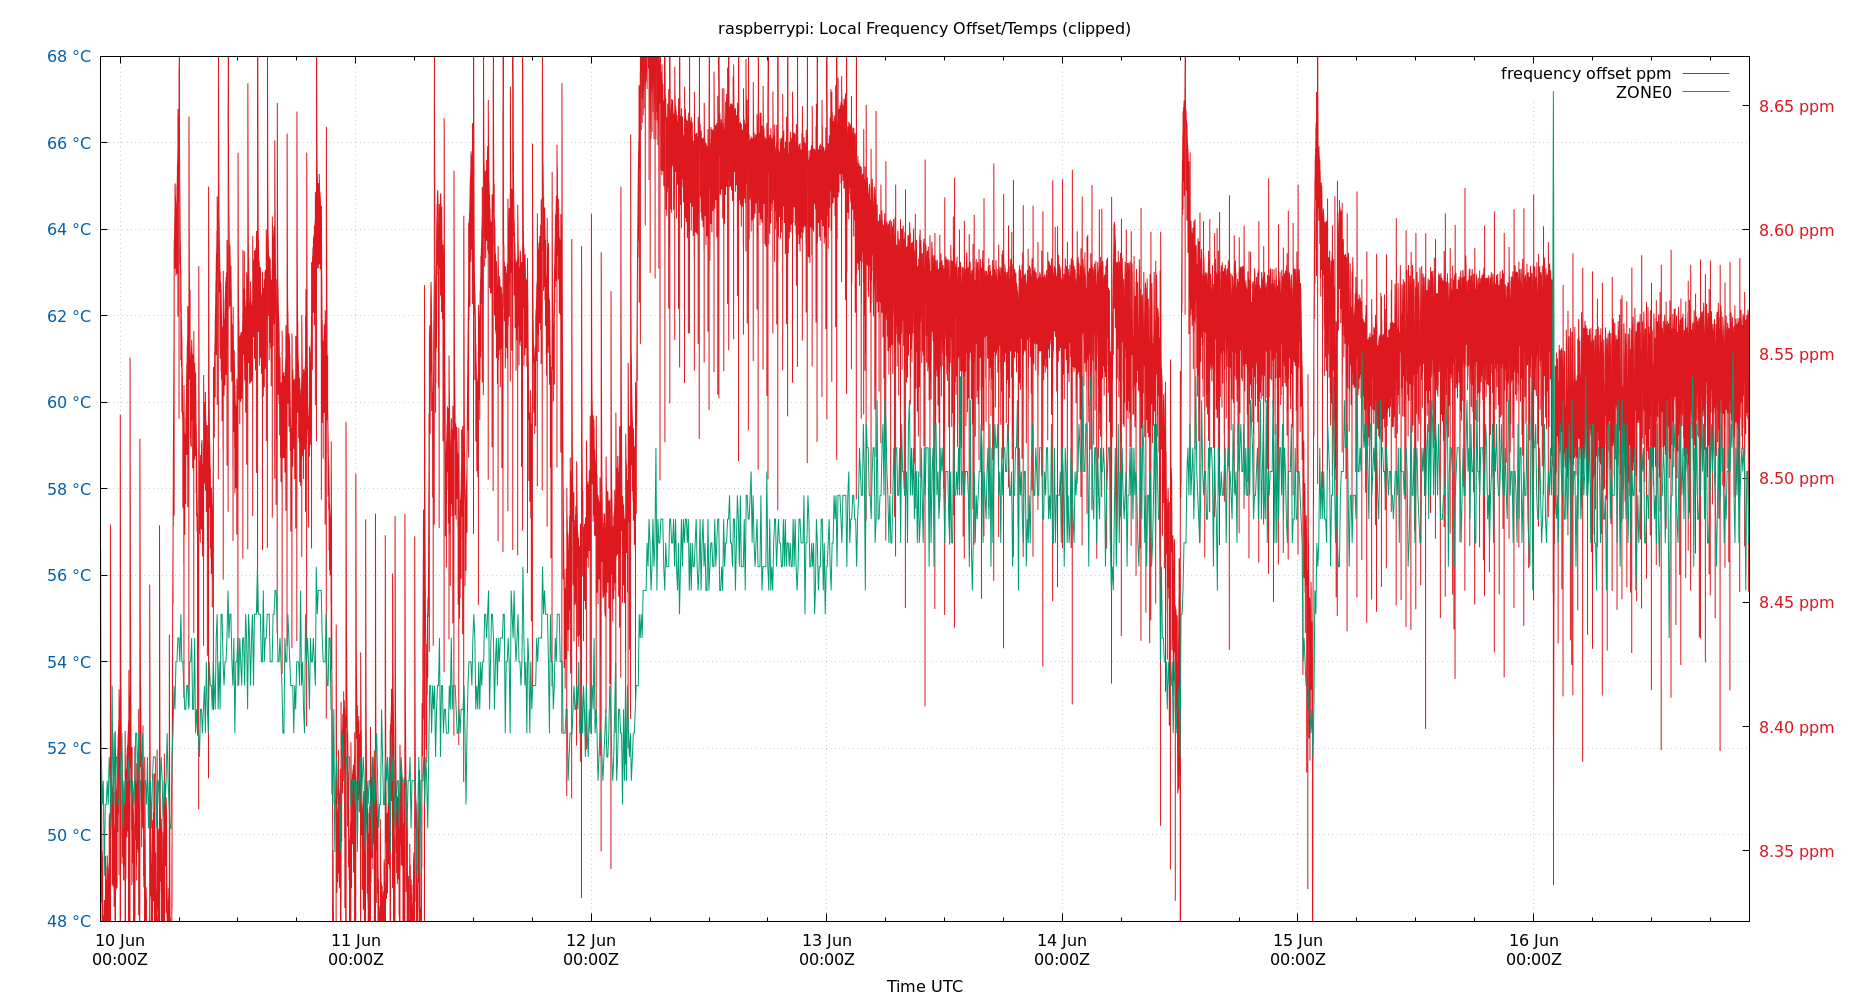 raspberrypi: Local Frequency Offset/Temps (clipped)
frequency offset ppm
ZONE0
68 °C
66 °C
64 °C
62 °C
60 °C
58 °C
56 °C
54 °C
52 °C
50 °C
48 °C
8.65 ppm
8.60 ppm
8.55 ppm
8.50 ppm
8.45 ppm
8.40 ppm
8.35 ppm
10 Jun
00:00Z
11 Jun
00:00Z
12 Jun
00:00Z
13 Jun
00:00Z
14 Jun
00:00Z
15 Jun
00:00Z
16 Jun
00:00Z
Time UTC